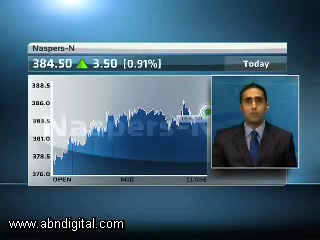 Naspers-N
384.50 ▲ 3.50 [0.91%] Today
388.5
386.0
383.5
381.0
378.5
376.0
Naspers-N
OPEN MID CLOSE
www.abndigital.com